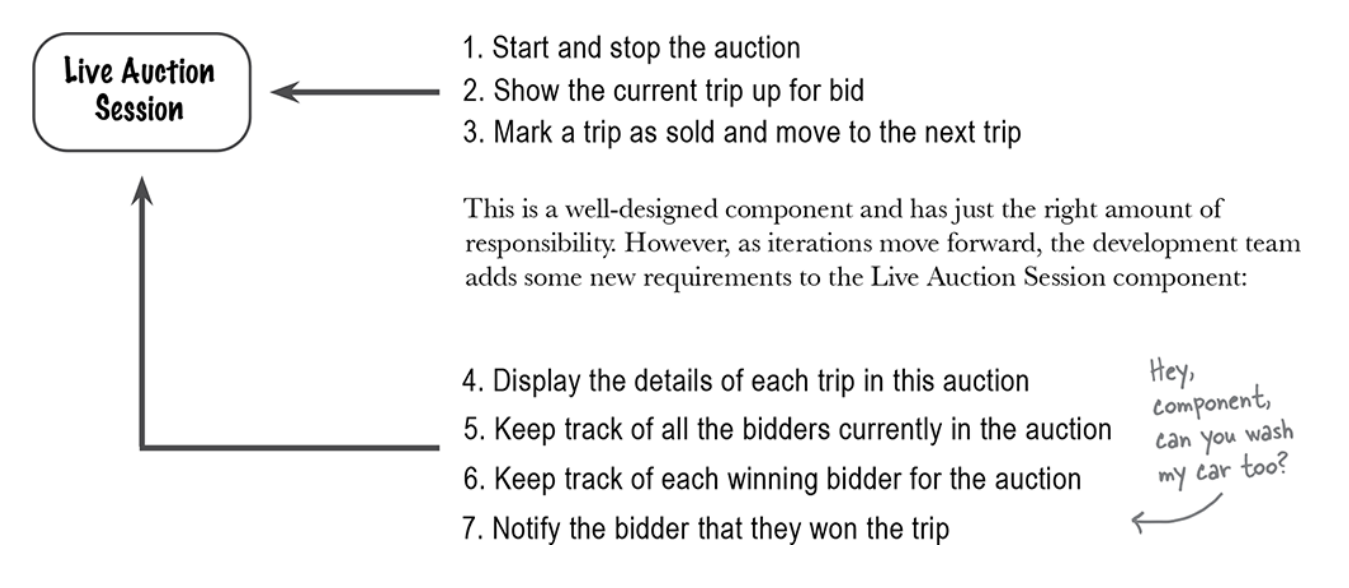 Live Auction
Session
1. Start and stop the auction
2. Show the current trip up for bid
3. Mark a trip as sold and move to the next trip
This is a well-designed component and has just the right amount of
responsibility. However, as iterations move forward, the development team
adds some new requirements to the Live Auction Session component:
4. Display the details of each trip in this auction
5. Keep track of all the bidders currently in the auction
6. Keep track of each winning bidder for the auction
7. Notify the bidder that they won the trip
Hey,
component,
can you wash
my car too?